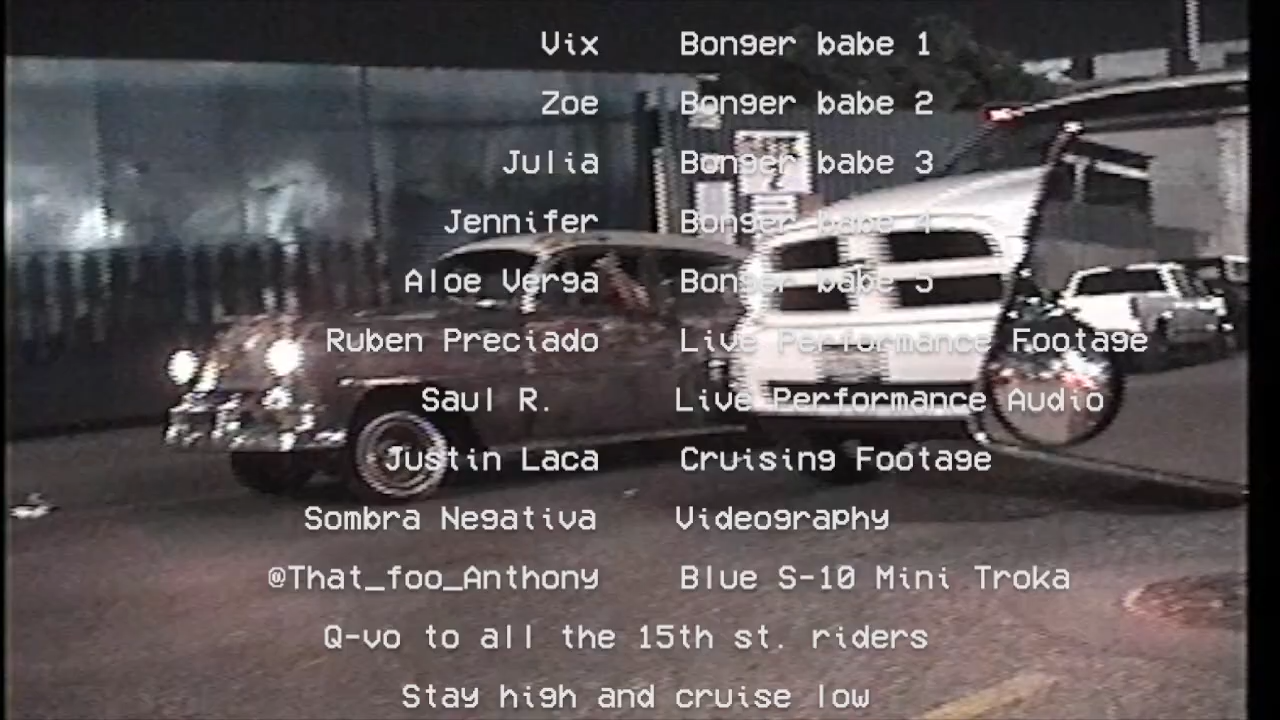 Vix Bonger babe 1
Zoe Bonger babe 2
Julia Bonger babe 3
Jennifer Bonger babe 4
Aloe Verga Bonger babe 5
Ruben Preciado Live Performance Footage
Saul R. Live Performance Audio
Justin Laca Cruising Footage
Sombra Negativa Videography
@That_foo_Anthony Blue S-10 Mini Troka
Q-vo to all the 15th st. riders
Stay high and cruise low